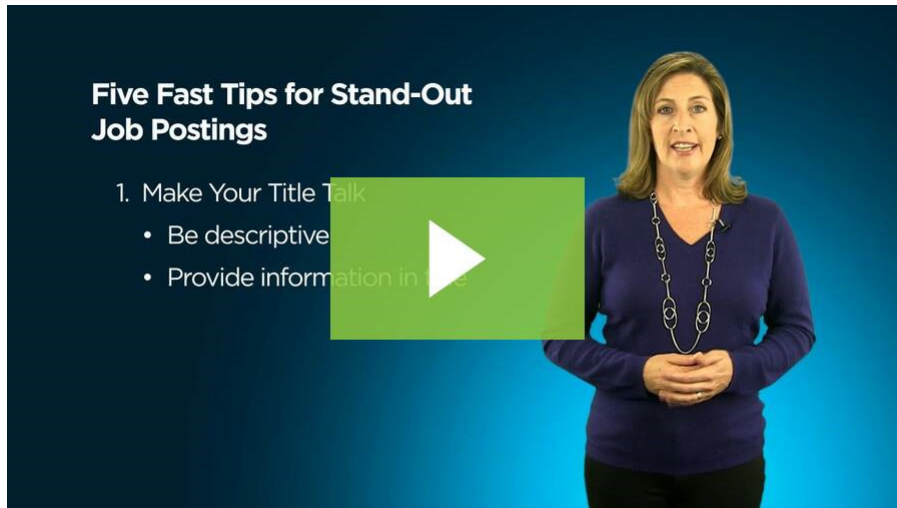 Five Fast Tips for Stand-Out
Job Postings
1. Make Your Title Talk
• Be descriptive
• Provide information in